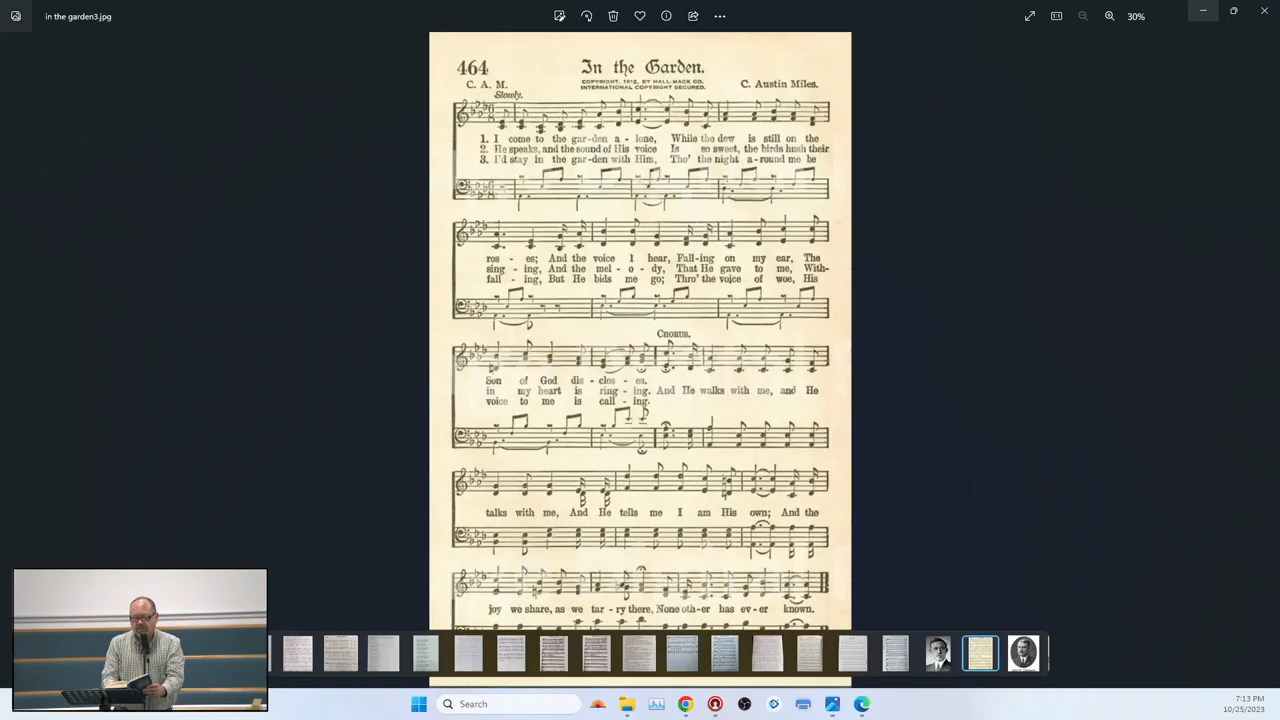 in the garden3.jpg
30%
464
In the Garden.
COPYRIGHT, 1912, BY HALL-MACK CO.
INTERNATIONAL COPYRIGHT SECURED.
C. A. M.
C. Austin Miles.
Slowly.
1. I come to the gar-den a - lone, While the dew is still on the
2. He speaks, and the sound of His voice Is so sweet, the birds hush their
3. I'd stay in the gar-den with Him, Tho' the night a-round me be
ros - es; And the voice I hear, Fall-ing on my ear, The
sing - ing, And the mel - o - dy, That He gave to me, With-
fall - ing, But He bids me go; Thro' the voice of woe, His
CHORUS.
Son of God dis - clos - es.
in my heart is ring - ing. And He walks with me, and He
voice to me is call - ing.
talks with me, And He tells me I am His own; And the
joy we share, as we tar - ry there, None oth-er has ev-er known.
Search
7:13 PM
10/25/2023